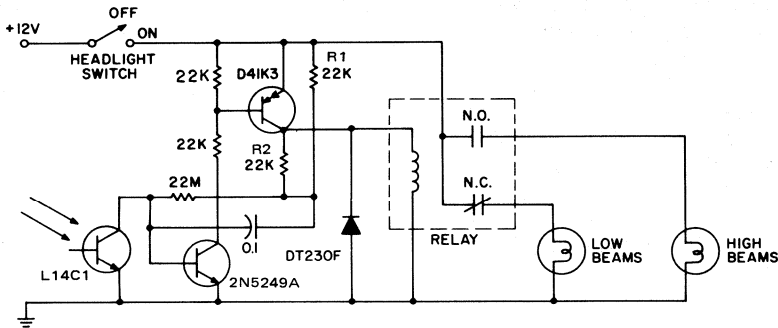 OFF
+12V
ON
HEADLIGHT
SWITCH
R1
22K
22K
D41K3
N.O.
22K
R2
22K
N.C.
22M
0.1
RELAY
DT230F
LOW
BEAMS
HIGH
BEAMS
L14C1
2N5249A